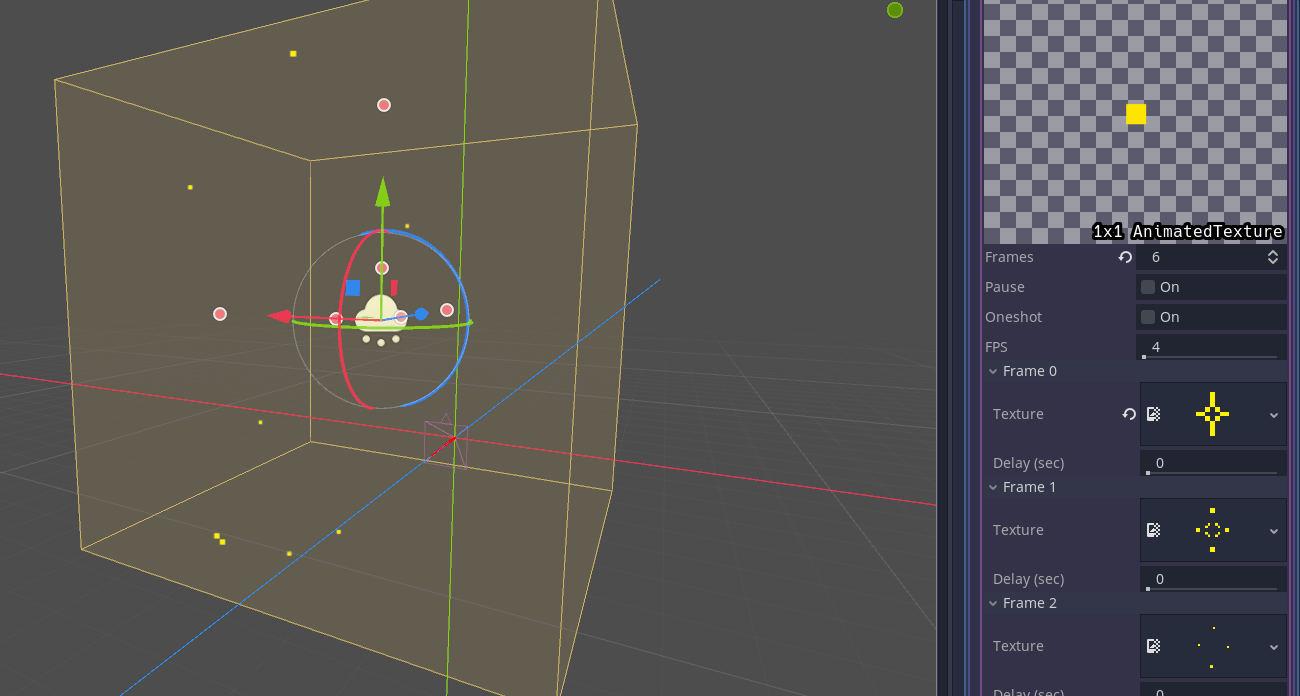 1x1 AnimatedTexture
Frames 6
Pause On
Oneshot On
FPS 4
Frame 0
Texture
Delay (sec) 0
Frame 1
Texture
Delay (sec) 0
Frame 2
Texture
Delay (sec) 0